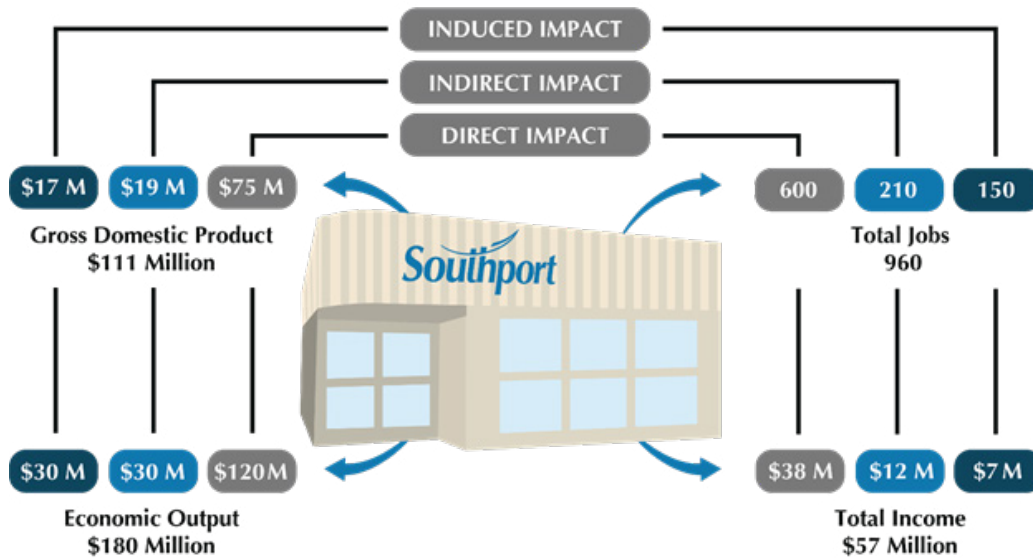 INDUCED IMPACT
INDIRECT IMPACT
DIRECT IMPACT
$17 M $19 M $75 M
Gross Domestic Product
$111 Million
600 210 150
Total Jobs
960
Southport
$30 M $30 M $120M
Economic Output
$180 Million
$38 M $12 M $7 M
Total Income
$57 Million